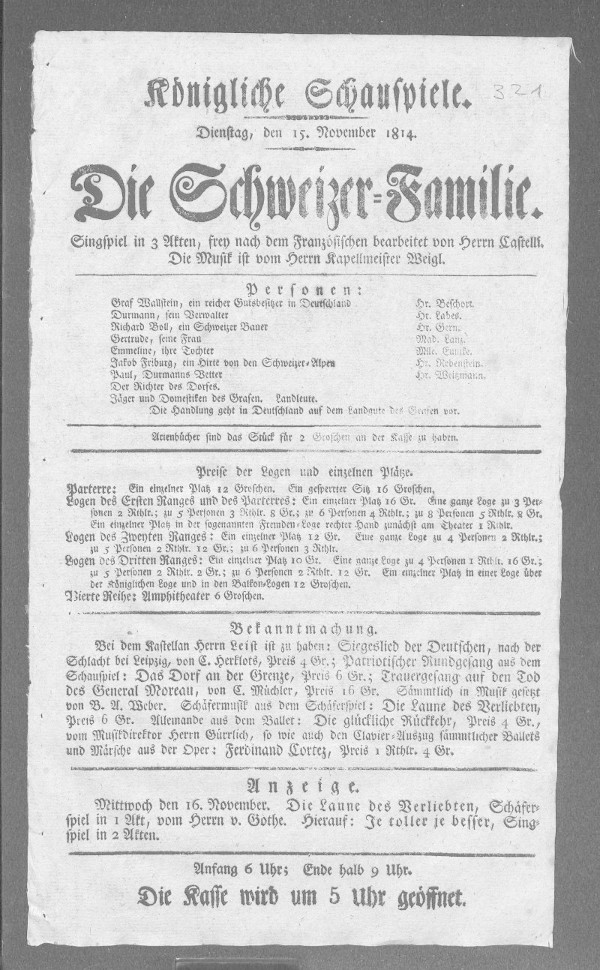 321
Königliche Schauspiele.
Dienstag, den 15. November 1814.
Die Schweizer-Familie.
Singspiel in 3 Akten, frey nach dem Französischen bearbeitet von Herrn Castelli.
Die Musik ist vom Herrn Kapellmeister Weigl.
Personen:
Graf Wallstein, ein reicher Gutsbesitzer in Deutschland Hr. Beschort.
Durmann, sein Verwalter Hr. Labes.
Richard Boll, ein Schweizer Bauer Hr. Gern.
Gertrude, seine Frau Mad. Lanz.
Emmeline, ihre Tochter Mlle. Eunike.
Jakob Friburg, ein Hirte von den Schweizer-Alpen Hr. Rebenstein.
Paul, Durmanns Vetter Hr. Weitzmann.
Der Richter des Dorfes.
Jäger und Domestiken des Grafen. Landleute.
Die Handlung geht in Deutschland auf dem Landgute des Grafen vor.
Arienbücher sind das Stück für 2 Groschen an der Kasse zu haben.
Preise der Logen und einzelnen Plätze.
Parterre: Ein einzelner Platz 12 Groschen. Ein gesperrter Sitz 16 Groschen.
Logen des Ersten Ranges und des Parterres: Ein einzelner Platz 16 Gr. Eine ganze Loge zu 3 Per-
sonen 2 Rthlr.; zu 5 Personen 3 Rthlr. 8 Gr.; zu 6 Personen 4 Rthlr.; zu 8 Personen 5 Rthlr. 8 Gr.
Ein einzelner Platz in der sogenannten Fremden-Loge rechter Hand zunächst am Theater 1 Rthlr.
Logen des Zweyten Ranges: Ein einzelner Platz 12 Gr. Eine ganze Loge zu 4 Personen 2 Rthlr.;
zu 5 Personen 2 Rthlr. 12 Gr.; zu 6 Personen 3 Rthlr.
Logen des Dritten Ranges: Ein einzelner Platz 10 Gr. Eine ganze Loge zu 4 Personen 1 Rthlr. 16 Gr.;
zu 5 Personen 2 Rthlr. 2 Gr.; zu 6 Personen 2 Rthlr. 12 Gr. Ein einzelner Platz in einer Loge über
der Königlichen Loge und in den Balkon-Logen 12 Groschen.
Vierte Reihe: Amphitheater 6 Groschen.
Bekanntmachung.
Bei dem Kastellan Herrn Leist ist zu haben: Siegeslied der Deutschen, nach der
Schlacht bei Leipzig, von C. Herklots, Preis 4 Gr.; Patriotischer Rundgesang aus dem
Schauspiel: Das Dorf an der Grenze, Preis 6 Gr.; Trauergesang auf den Tod
des General Moreau, von C. Müchler, Preis 16 Gr. Sämmtlich in Musik gesetzt
von B. A. Weber. Schäfermusik aus dem Schäferspiel: Die Laune des Verliebten,
Preis 6 Gr. Allemande aus dem Ballet: Die glückliche Rückkehr, Preis 4 Gr.,
vom Musikdirektor Herrn Gürrlich, so wie auch den Clavier-Auszug sämmtlicher Ballets
und Märsche aus der Oper: Ferdinand Cortez, Preis 1 Rthlr. 4 Gr.
Anzeige.
Mittwoch den 16. November. Die Laune des Verliebten, Schäfer-
spiel in 1 Akt, vom Herrn v. Göthe. Hierauf: Je toller je besser, Sing-
spiel in 2 Akten.
Anfang 6 Uhr; Ende halb 9 Uhr.
Die Kasse wird um 5 Uhr geöffnet.